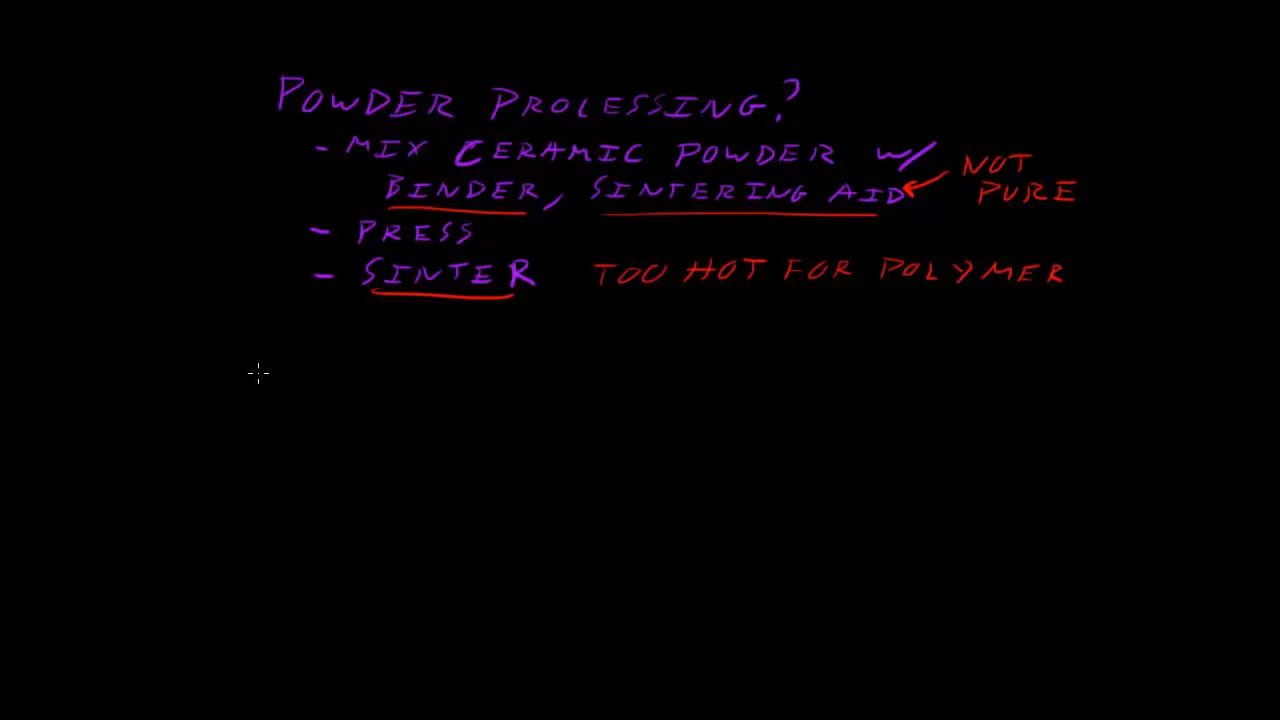 POWDER PROCESSING?
- MIX CERAMIC POWDER w/
BINDER, SINTERING AID
NOT
PURE
- PRESS
- SINTER TOO HOT FOR POLYMER